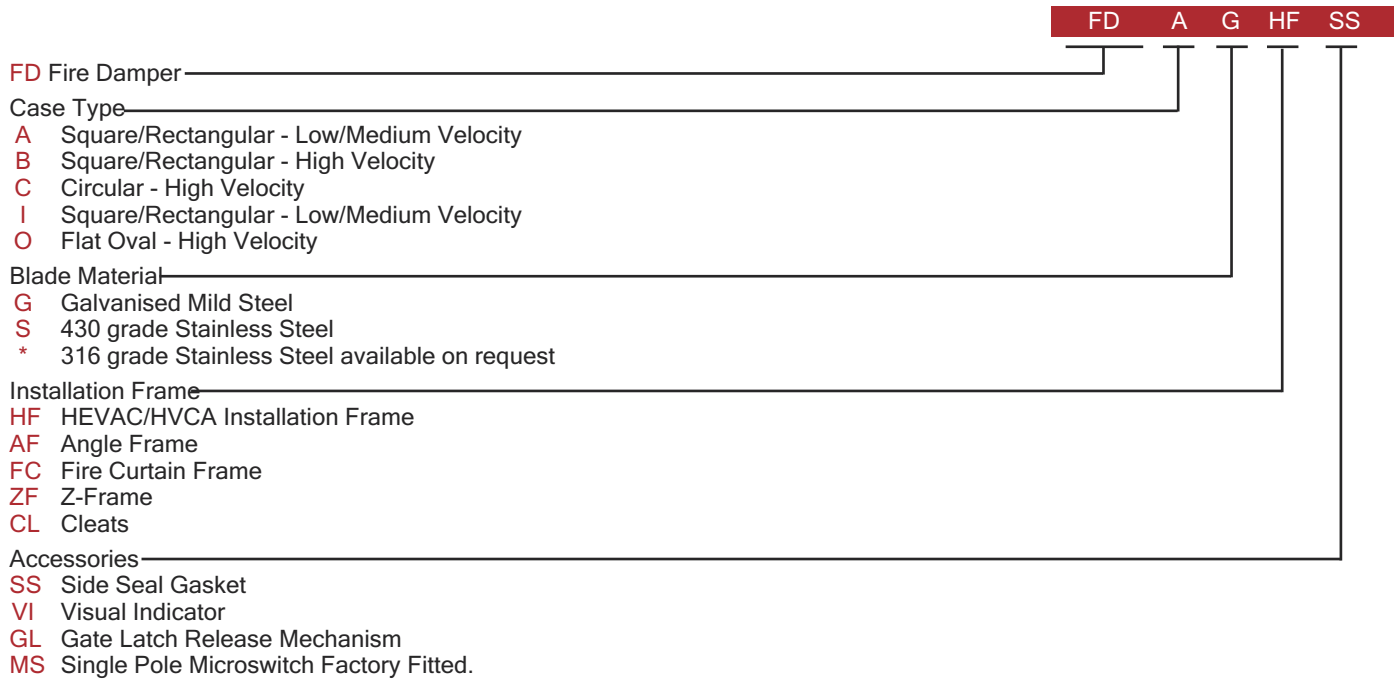 FD A G HF SS
FD Fire Damper
Case Type
A Square/Rectangular - Low/Medium Velocity
B Square/Rectangular - High Velocity
C Circular - High Velocity
I Square/Rectangular - Low/Medium Velocity
O Flat Oval - High Velocity
Blade Material
G Galvanised Mild Steel
S 430 grade Stainless Steel
* 316 grade Stainless Steel available on request
Installation Frame
HF HEVAC/HVCA Installation Frame
AF Angle Frame
FC Fire Curtain Frame
ZF Z-Frame
CL Cleats
Accessories
SS Side Seal Gasket
VI Visual Indicator
GL Gate Latch Release Mechanism
MS Single Pole Microswitch Factory Fitted.